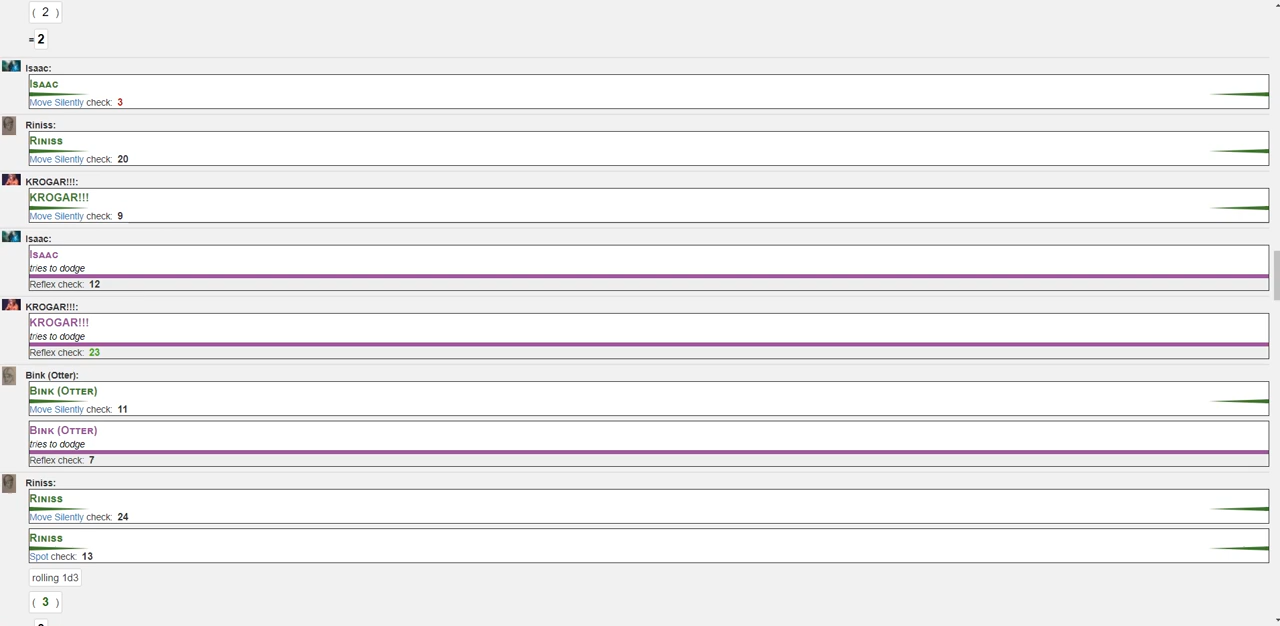 ( 2 )
=2
Isaac:
Isaac
Move Silently check: 3
Riniss:
Riniss
Move Silently check: 20
KROGAR!!!:
KROGAR!!!
Move Silently check: 9
Isaac:
Isaac
tries to dodge
Reflex check: 12
KROGAR!!!:
KROGAR!!!
tries to dodge
Reflex check: 23
Bink (Otter):
Bink (Otter)
Move Silently check: 11
Bink (Otter)
tries to dodge
Reflex check: 7
Riniss:
Riniss
Move Silently check: 24
Riniss
Spot check: 13
rolling 1d3
( 3 )